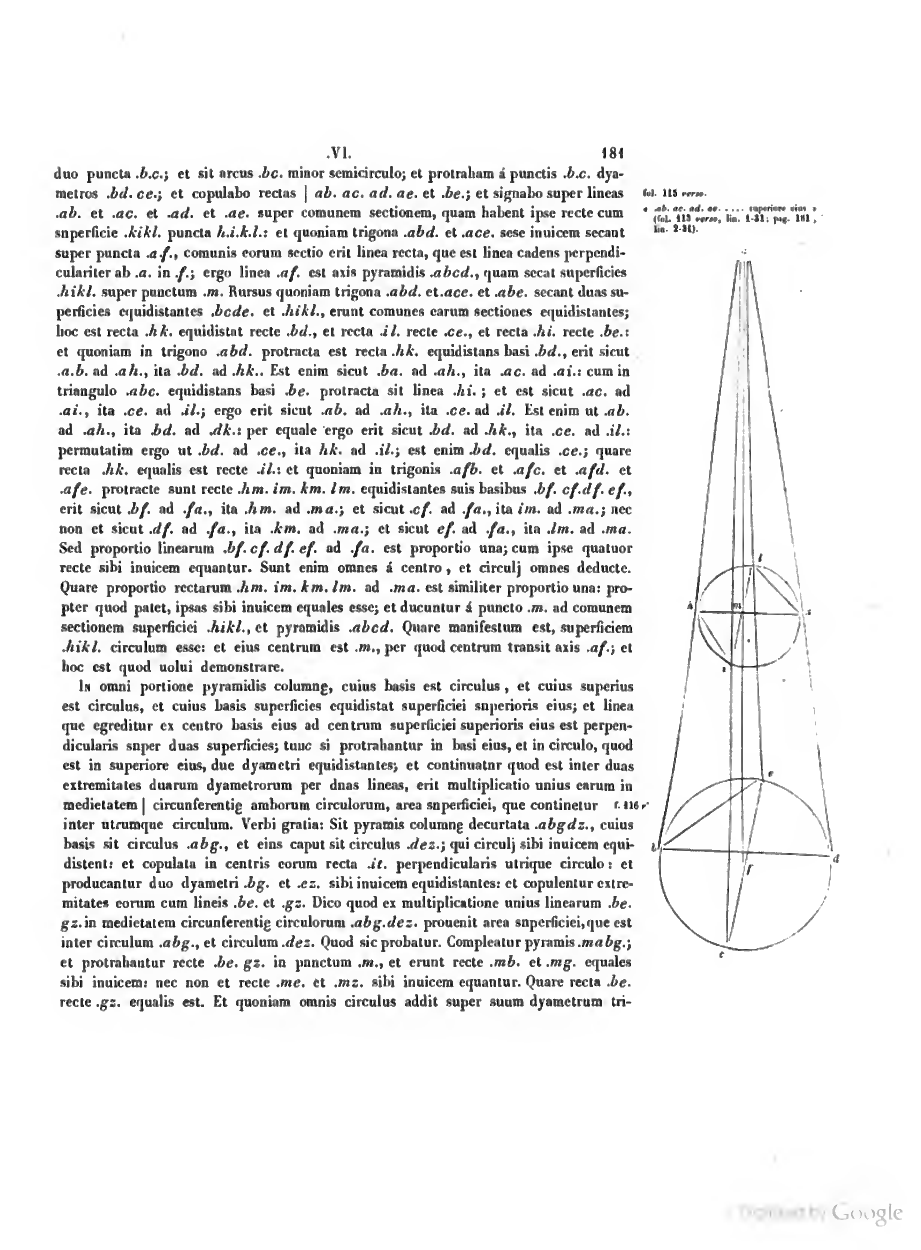 .VI. 181
duo puncta .b.c.; et sit arcus .bc. minor semicirculo; et protraham á punctis .b.c. dya-
metros .bd. ce.; et copulabo rectas | ab. ac. ad. ae. et .be.; et signabo super lineas
.ab. et .ac. et .ad. et .ae. super comunem sectionem, quam habent ipse recte cum
snperficie .kikl. puncta h.i.k.l.: et quoniam trigona .abd. et .ace. sese inuicem secant
super puncta .a f., comunis eorum sectio erit linea recta, que est linea cadens perpendi-
culariter ab .a. in .f.; ergo linea .af. est axis pyramidis .abcd., quam secat superficies
.hikl. super punctum .m. Rursus quoniam trigona .abd. et.ace. et .abe. secant duas su-
perficies equidistantes .bcde. et .hikl., erunt comunes earum sectiones equidistantes;
hoc est recta .hk. equidistat recte .bd., et recta .il. recte .ce., et recta .hi. recte .be.:
et quoniam in trigono .abd. protracta est recta .hk. equidistans basi .bd., erit sicut
.a.b. ad .ah., ita .bd. ad .hk.. Est enim sicut .ba. ad .ah., ita .ac. ad .ai.: cum in
triangulo .abc. equidistans basi .be. protracta sit linea .hi. ; et est sicut .ac. ad
.ai., ita .ce. ad .il.; ergo erit sicut .ab. ad .ah., ita .ce. ad .il. Est enim ut .ab.
ad .ah., ita .bd. ad .dk.: per equale ergo erit sicut .bd. ad .hk., ita .ce. ad .il.:
permutatim ergo ut .bd. ad .ce., ita hk. ad .il.; est enim .bd. equalis .ce.; quare
recta .hk. equalis est recte .il.: et quoniam in trigonis .afb. et .afc. et .afd. et
.afe. protracte sunt recte .hm. im. km. lm. equidistantes suis basibus .bf. cf.df. ef.,
erit sicut .bf. ad .fa., ita .hm. ad .ma.; et sicut .cf. ad .fa., ita im. ad .ma.; nec
non et sicut .df. ad .fa., ita .km. ad .ma.; et sicut ef. ad .fa., ita .lm. ad .ma.
Sed proportio linearum .bf. cf. df. ef. ad .fa. est proportio una; cum ipse quatuor
recte sibi inuicem equantur. Sunt enim omnes á centro , et circulj omnes deducte.
Quare proportio rectarum .hm. im. km. lm. ad .ma. est similiter proportio una: pro-
pter quod patet, ipsas sibi inuicem equales esse; et ducuntur á puncto .m. ad comunem
sectionem superficiei .hikl., et pyramidis .abcd. Quare manifestum est, superficiem
.hikl. circulum esse: et eius centrum est .m., per quod centrum transit axis .af.; et
hoc est quod uolui demonstrare.
In omni portione pyramidis columnę, cuius basis est circulus , et cuius superius
est circulus, et cuius basis superficies equidistat superficiei snperioris eius; et linea
que egreditur ex centro basis eius ad centrum superficiei superioris eius est perpen-
dicularis snper duas superficies; tunc si protrahantur in basi eius, et in circulo, quod
est in superiore eius, due dyametri equidistantes; et continuatnr quod est inter duas
extremitates duarum dyametrorum per dnas lineas, erit multiplicatio unius earum in
medietatem | circunferentię amborum circulorum, area snperficiei, que continetur
inter utrumque circulum. Verbi gratia: Sit pyramis columnę decurtata .abgdz., cuius
basis sit circulus .abg., et eins caput sit circulus .dez.; qui circulj sibi inuicem equi-
distent: et copulata in centris eorum recta .it. perpendicularis utrique circulo : et
producantur duo dyametri .bg. et .ez. sibi inuicem equidistantes: et copulentur extre-
mitates eorum cum lineis .be. et .gz. Dico quod ex multiplicatione unius linearum .be.
gz. in medietatem circunferentię circulorum .abg.dez. prouenit area snperficiei, que est
inter circulum .abg., et circulum .dez. Quod sic probatur. Compleatur pyramis .mabg.;
et protrahantur recte .be. gz. in pnnctum .m., et erunt recte .mb. et .mg. equales
sibi inuicem: nec non et recte .me. et .mz. sibi inuicem equantur. Quare recta .be.
recte .gz. equalis est. Et quoniam omnis circulus addit super suum dyametrum tri-
fol. 115 verso.
« .ab. ac. ad. ae. . . . . superiore eius »
(fol. 115 verso, lin. 1-31; pag. 181 ,
lin. 2-31).
f. 116 r
l
m
i
e
b
d
f
c
Digitized by Google